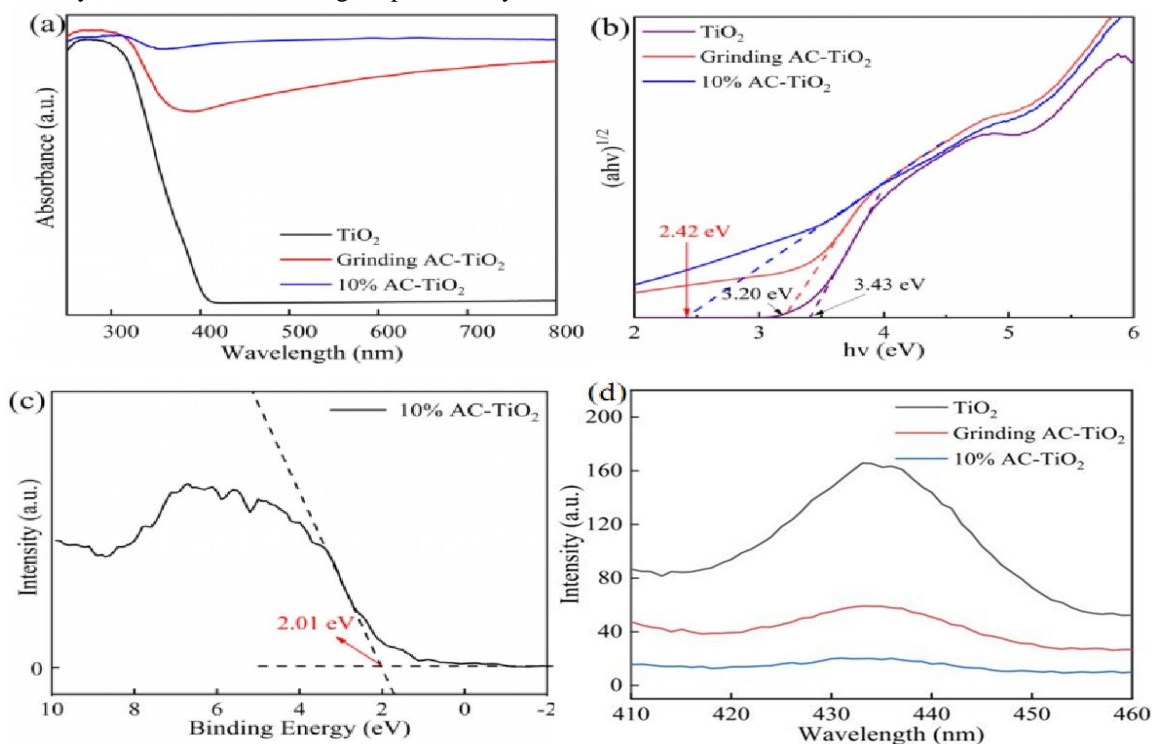 (a)
Absorbance (a.u.)
TiO₂
Grinding AC-TiO₂
10% AC-TiO₂
300 400 500 600 700 800
Wavelength (nm)
(b)
(ahv)^1/2
TiO₂
Grinding AC-TiO₂
10% AC-TiO₂
2.42 eV
3.20 eV
3.43 eV
2 3 4 5 6
hv (eV)
(c)
Intensity (a.u.)
10% AC-TiO₂
2.01 eV
0
10 8 6 4 2 0 -2
Binding Energy (eV)
(d)
Intensity (a.u.)
200
160
120
80
40
0
TiO₂
Grinding AC-TiO₂
10% AC-TiO₂
410 420 430 440 450 460
Wavelength (nm)